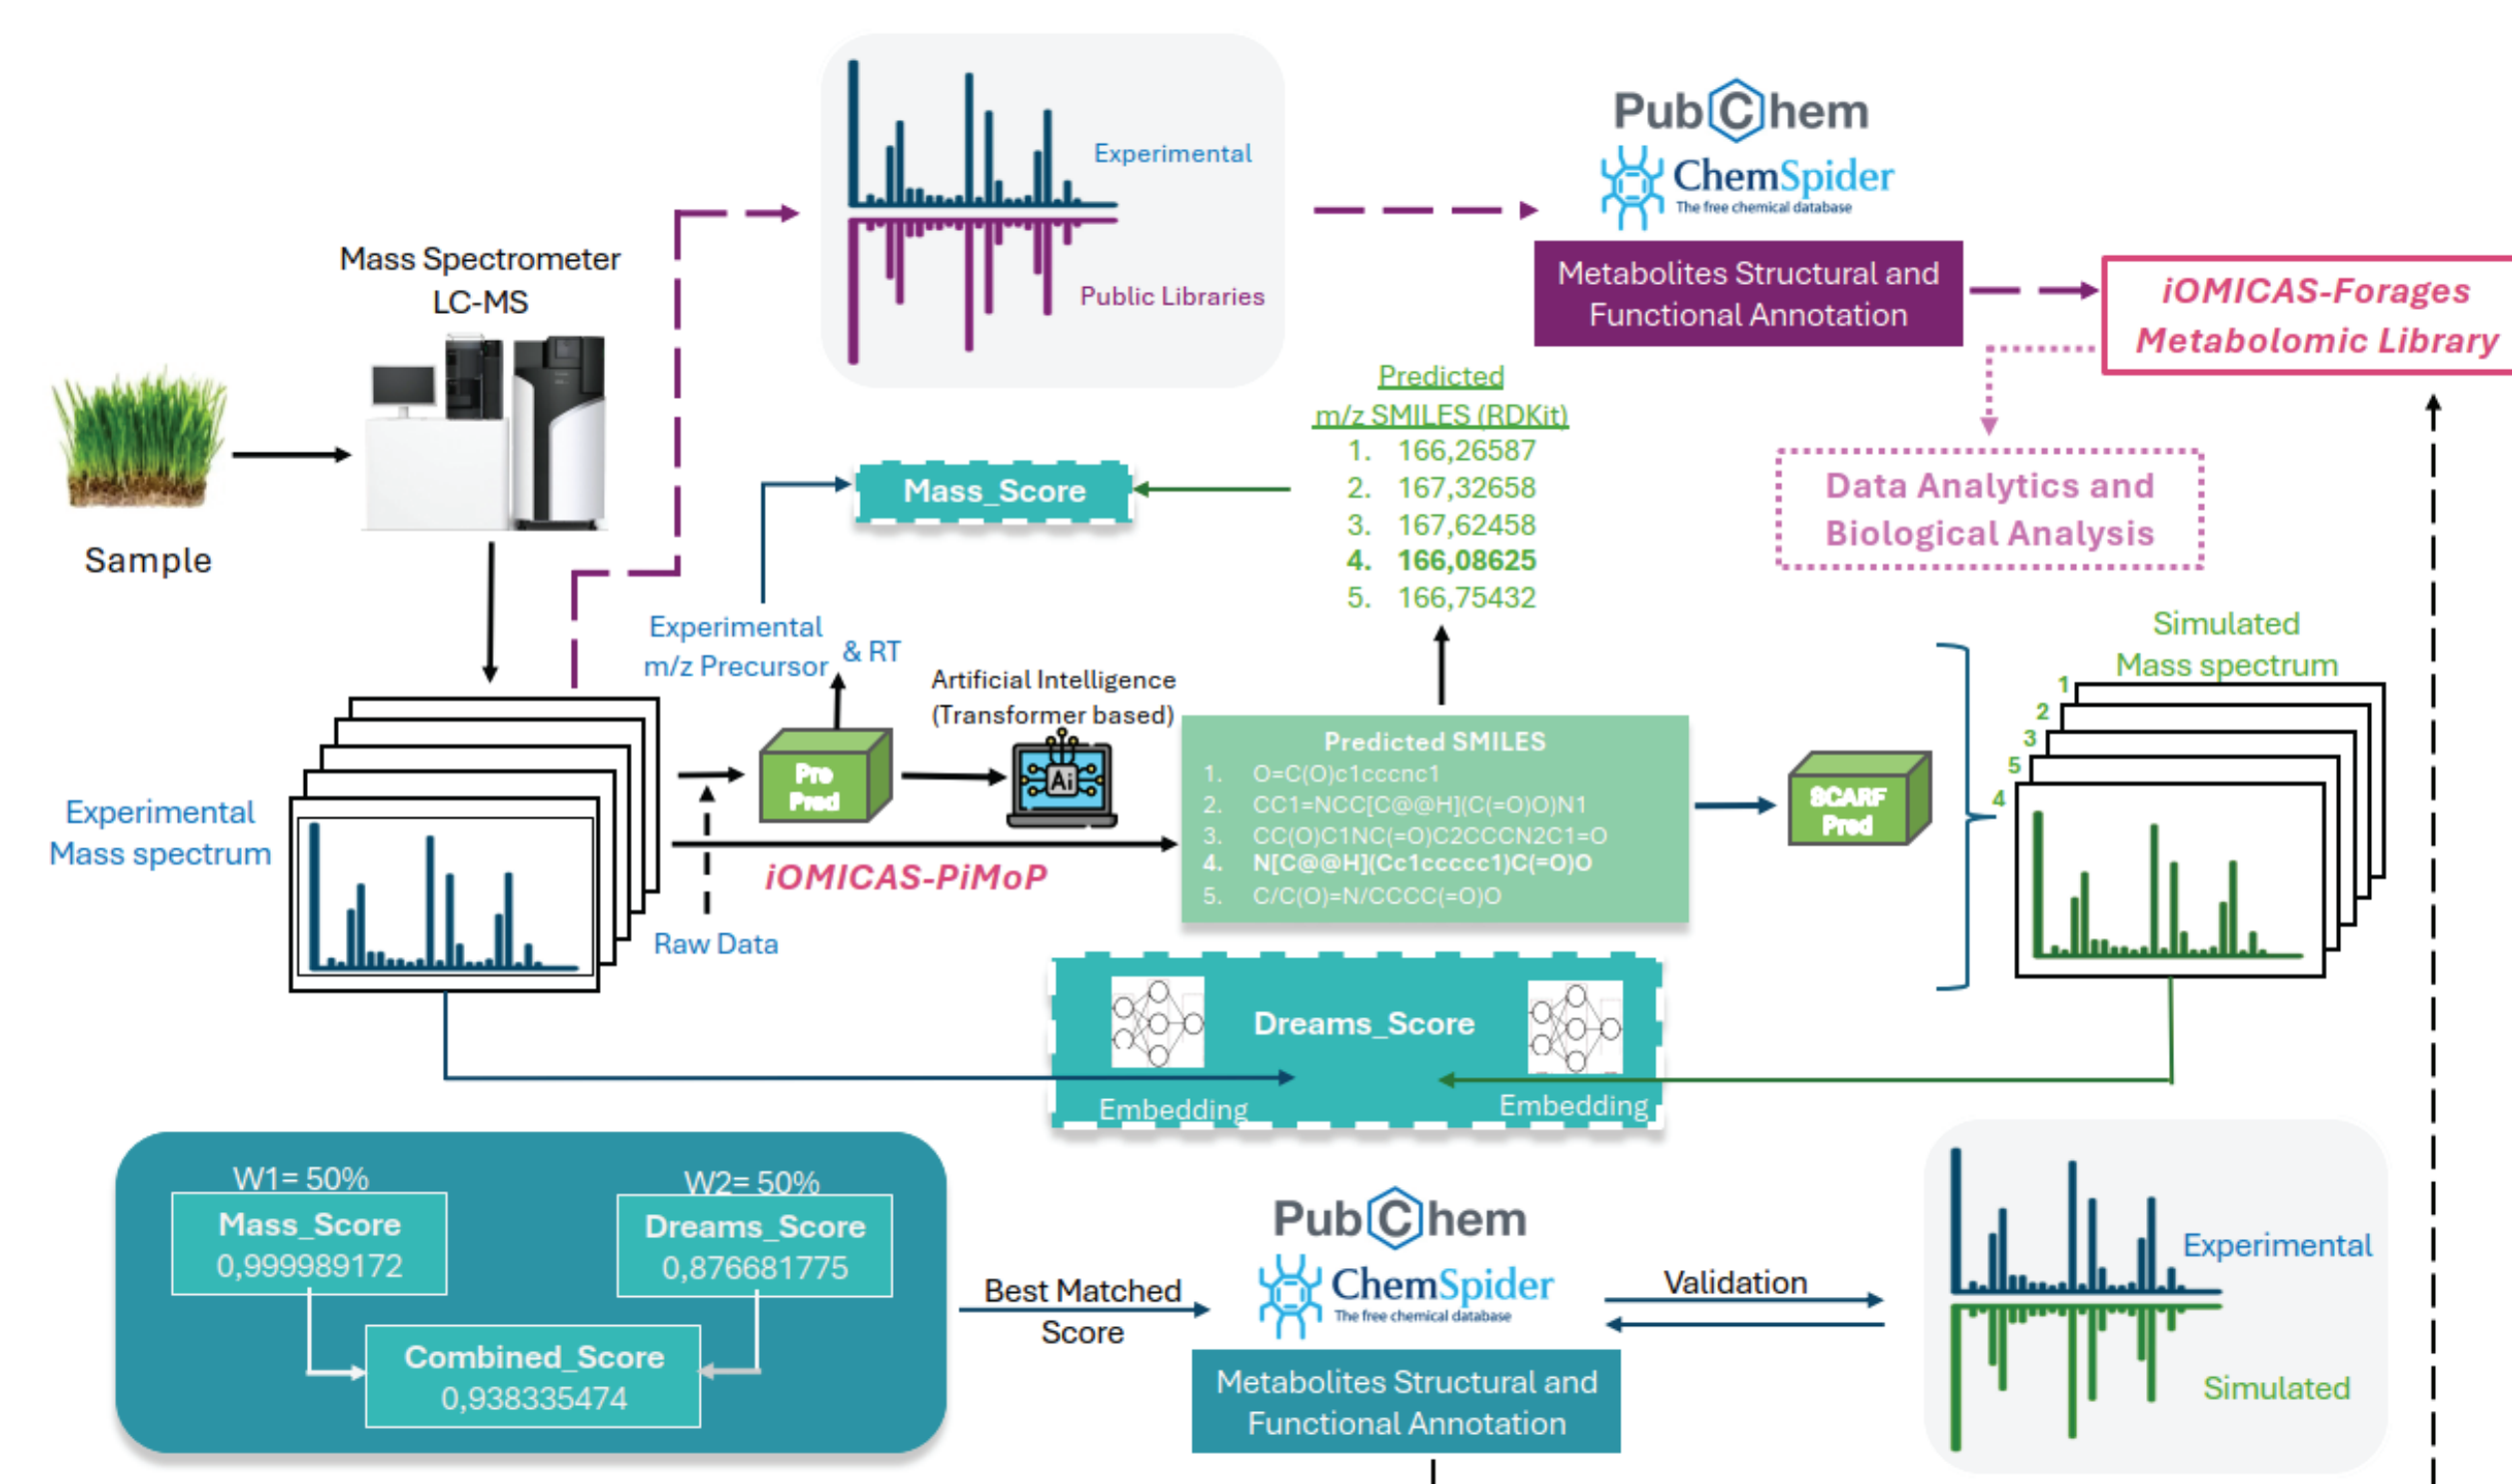 Experimental
Public Libraries
PubChem
ChemSpider
The free chemical database
Metabolites Structural and
Functional Annotation
iOMICAS-Forages
Metabolomic Library
Data Analytics and
Biological Analysis
Mass Spectrometer
LC-MS
Sample
Mass_Score
Predicted
m/z SMILES (RDKit)
1. 166,26587
2. 167,32658
3. 167,62458
4. 166,08625
5. 166,75432
Experimental
m/z Precursor
& RT
Artificial Intelligence
(Transformer based)
Pre
Pred
Ai
Experimental
Mass spectrum
iOMICAS-PiMoP
Raw Data
Predicted SMILES
1. O=C(O)c1cccnc1
2. CC1=NCC[C@@H](C(=O)O)N1
3. CC(O)C1NC(=O)C2CCCN2C1=O
4. N[C@@H](Cc1ccccc1)C(=O)O
5. C/C(O)=N/CCCC(=O)O
SCARF
Pred
Simulated
Mass spectrum
1
2
3
5
4
Dreams_Score
Embedding
Embedding
W1= 50%
Mass_Score
0,999989172
W2= 50%
Dreams_Score
0,876681775
Combined_Score
0,938335474
Best Matched
Score
PubChem
ChemSpider
The free chemical database
Metabolites Structural and
Functional Annotation
Validation
Experimental
Simulated